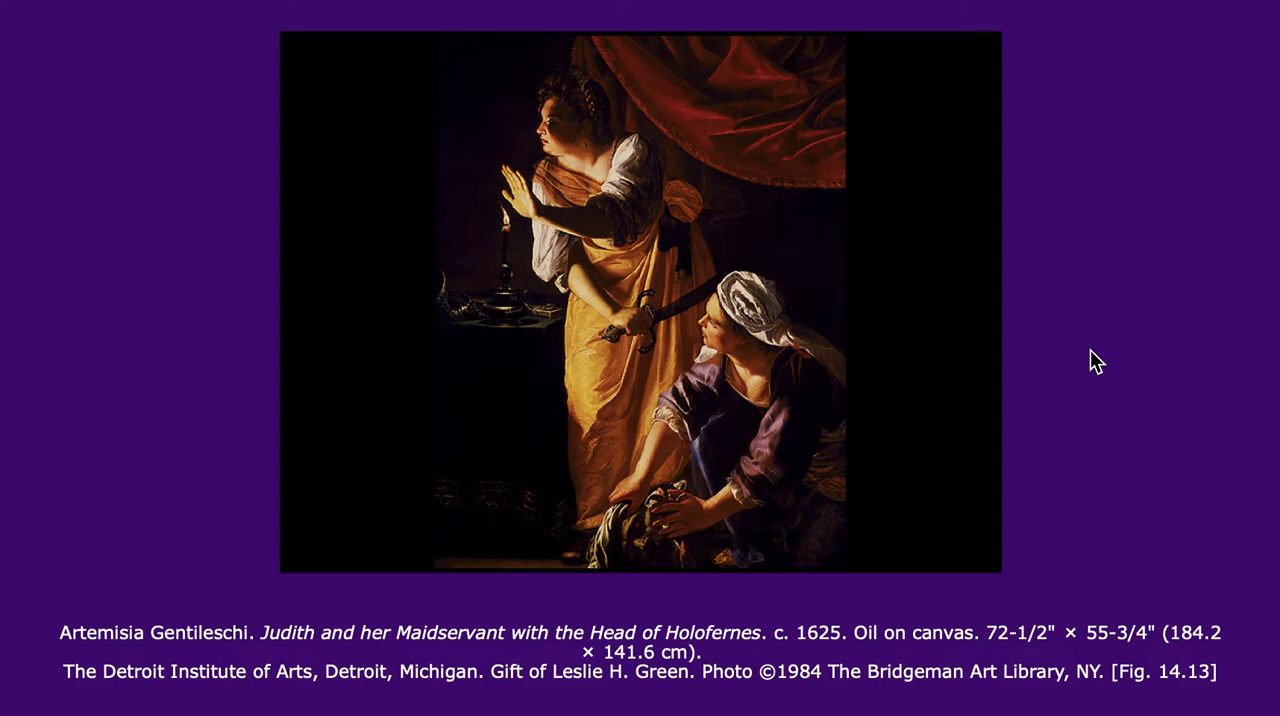 Artemisia Gentileschi. Judith and her Maidservant with the Head of Holofernes. c. 1625. Oil on canvas. 72-1/2" × 55-3/4" (184.2
× 141.6 cm).
The Detroit Institute of Arts, Detroit, Michigan. Gift of Leslie H. Green. Photo ©1984 The Bridgeman Art Library, NY. [Fig. 14.13]